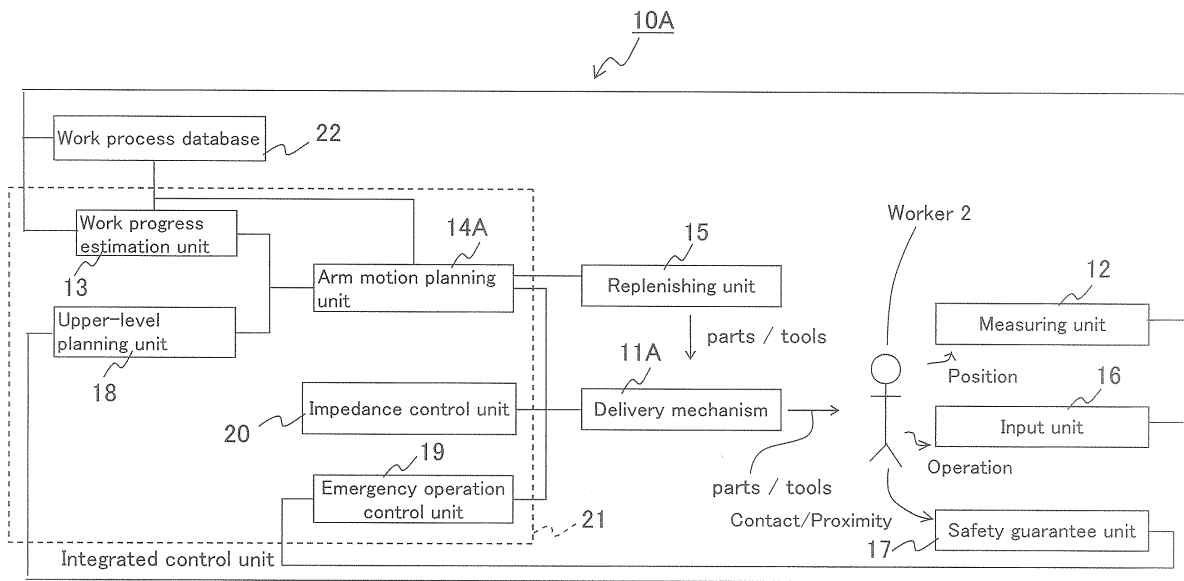 10A
Work process database
22
Work progress
estimation unit
13
14A
Arm motion planning
unit
15
Replenishing unit
Worker 2
12
Measuring unit
Upper-level
planning unit
18
parts / tools
11A
Delivery mechanism
Position
16
Input unit
Impedance control unit
20
Operation
19
Emergency operation
control unit
parts / tools
Contact/Proximity
21
Safety guarantee unit
17
Integrated control unit